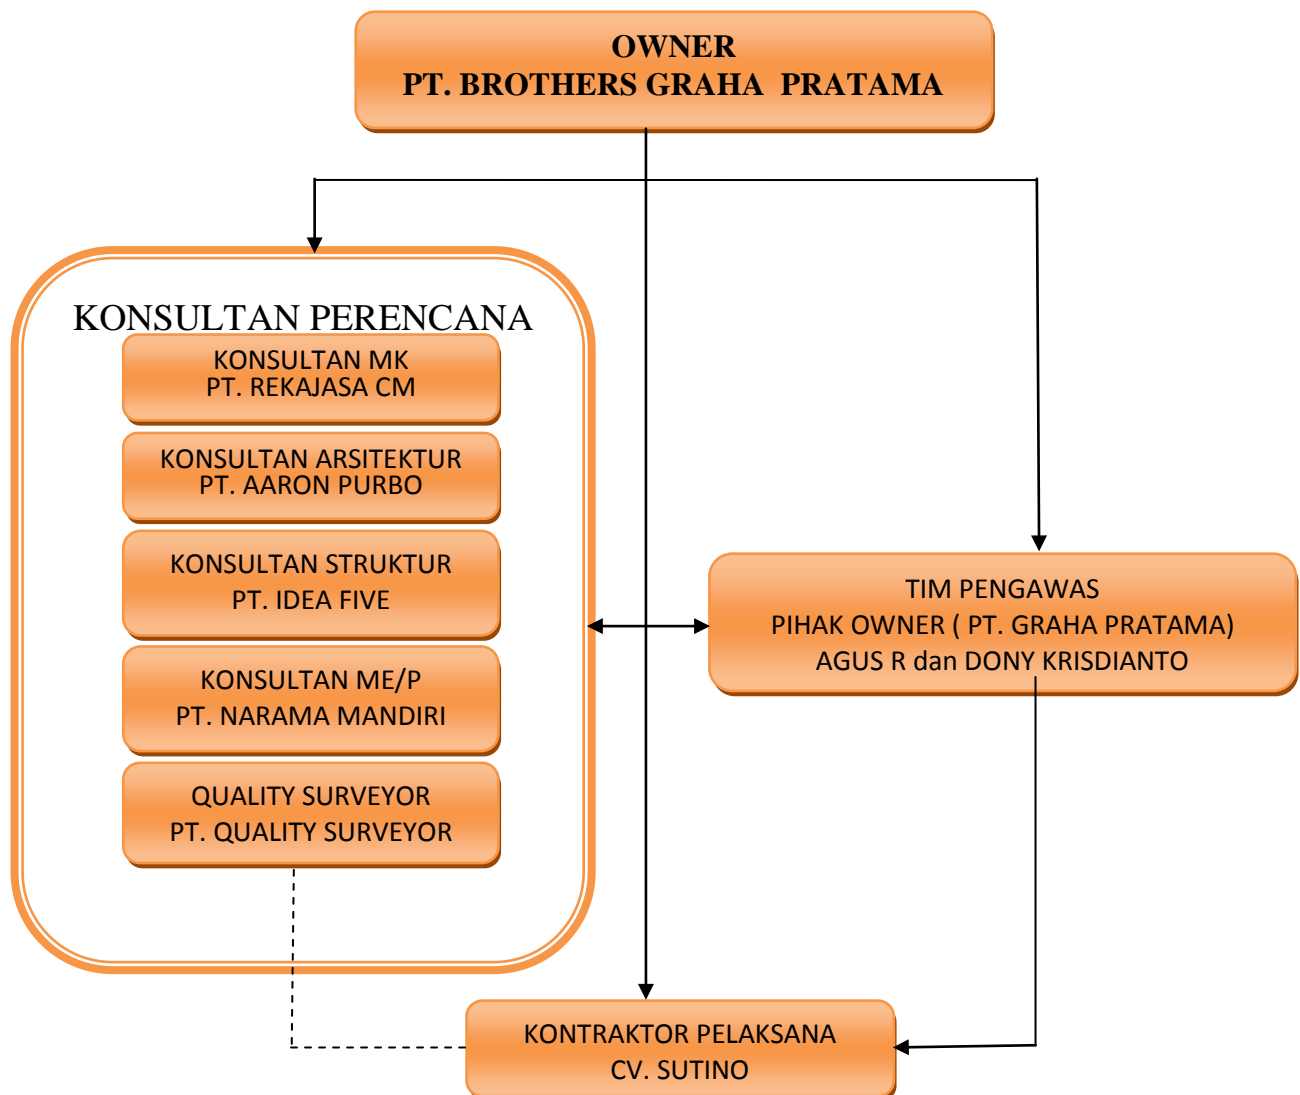 OWNER
PT. BROTHERS GRAHA PRATAMA
KONSULTAN PERENCANA
KONSULTAN MK
PT. REKAJASA CM
KONSULTAN ARSITEKTUR
PT. AARON PURBO
KONSULTAN STRUKTUR
PT. IDEA FIVE
KONSULTAN ME/P
PT. NARAMA MANDIRI
QUALITY SURVEYOR
PT. QUALITY SURVEYOR
TIM PENGAWAS
PIHAK OWNER ( PT. GRAHA PRATAMA)
AGUS R dan DONY KRISDIANTO
KONTRAKTOR PELAKSANA
CV. SUTINO